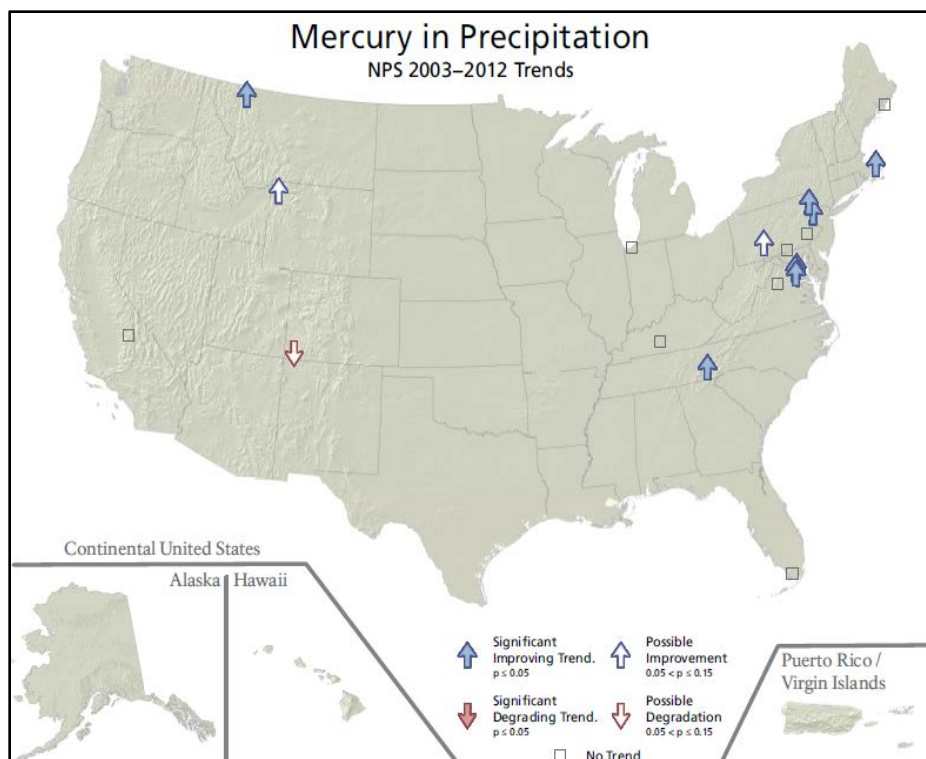 Mercury in Precipitation
NPS 2003–2012 Trends
Continental United States
Alaska
Hawaii
Significant
Improving Trend.
p ≤ 0.05
Possible
Improvement
0.05 < p ≤ 0.15
Significant
Degrading Trend.
p ≤ 0.05
Possible
Degradation
0.05 < p ≤ 0.15
No Trend
Puerto Rico /
Virgin Islands